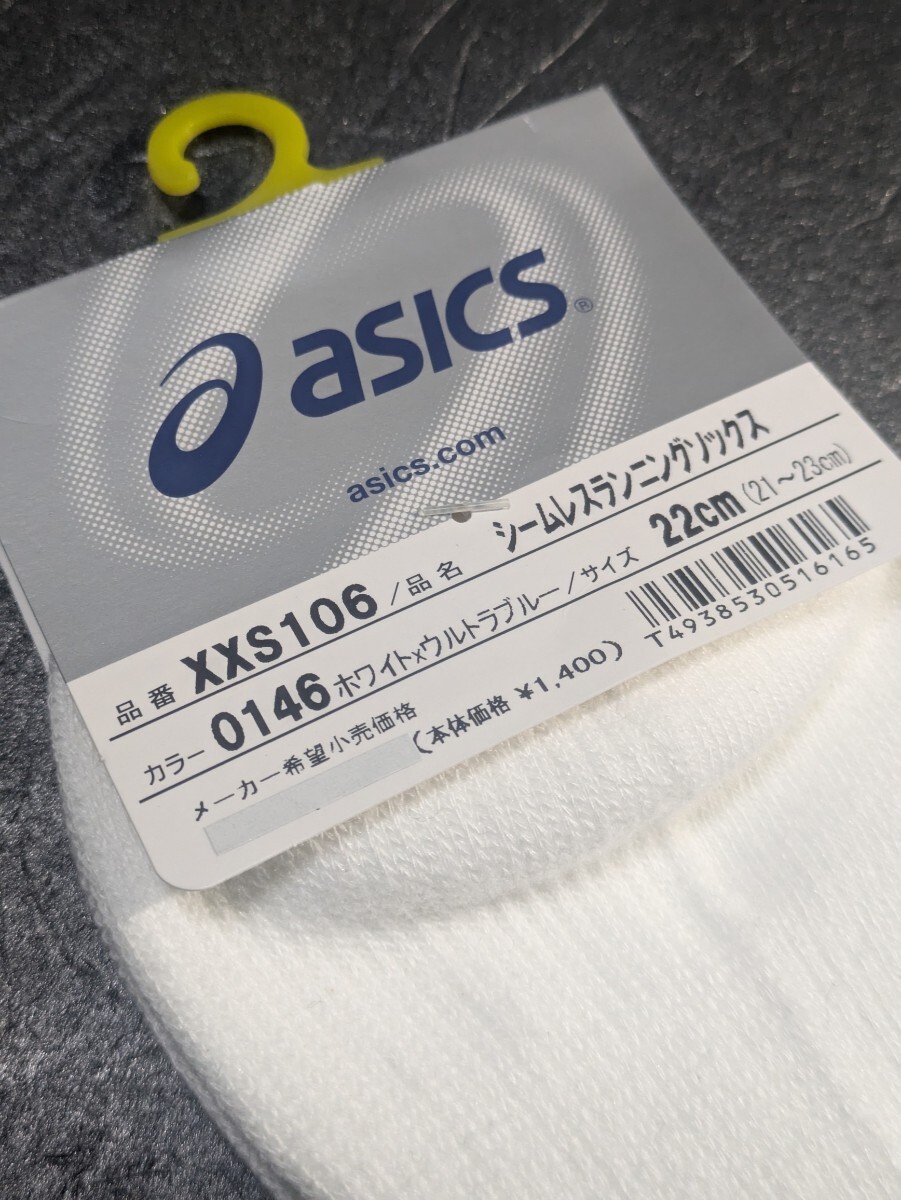 asics®
asics.com
品番 XXS106 /品名 シームレスランニングソックス
カラー 0146 ホワイト×ウルトラブルー/サイズ 22cm (21~23cm)
メーカー希望小売価格
(本体価格 ¥1,400)
T4938530516165